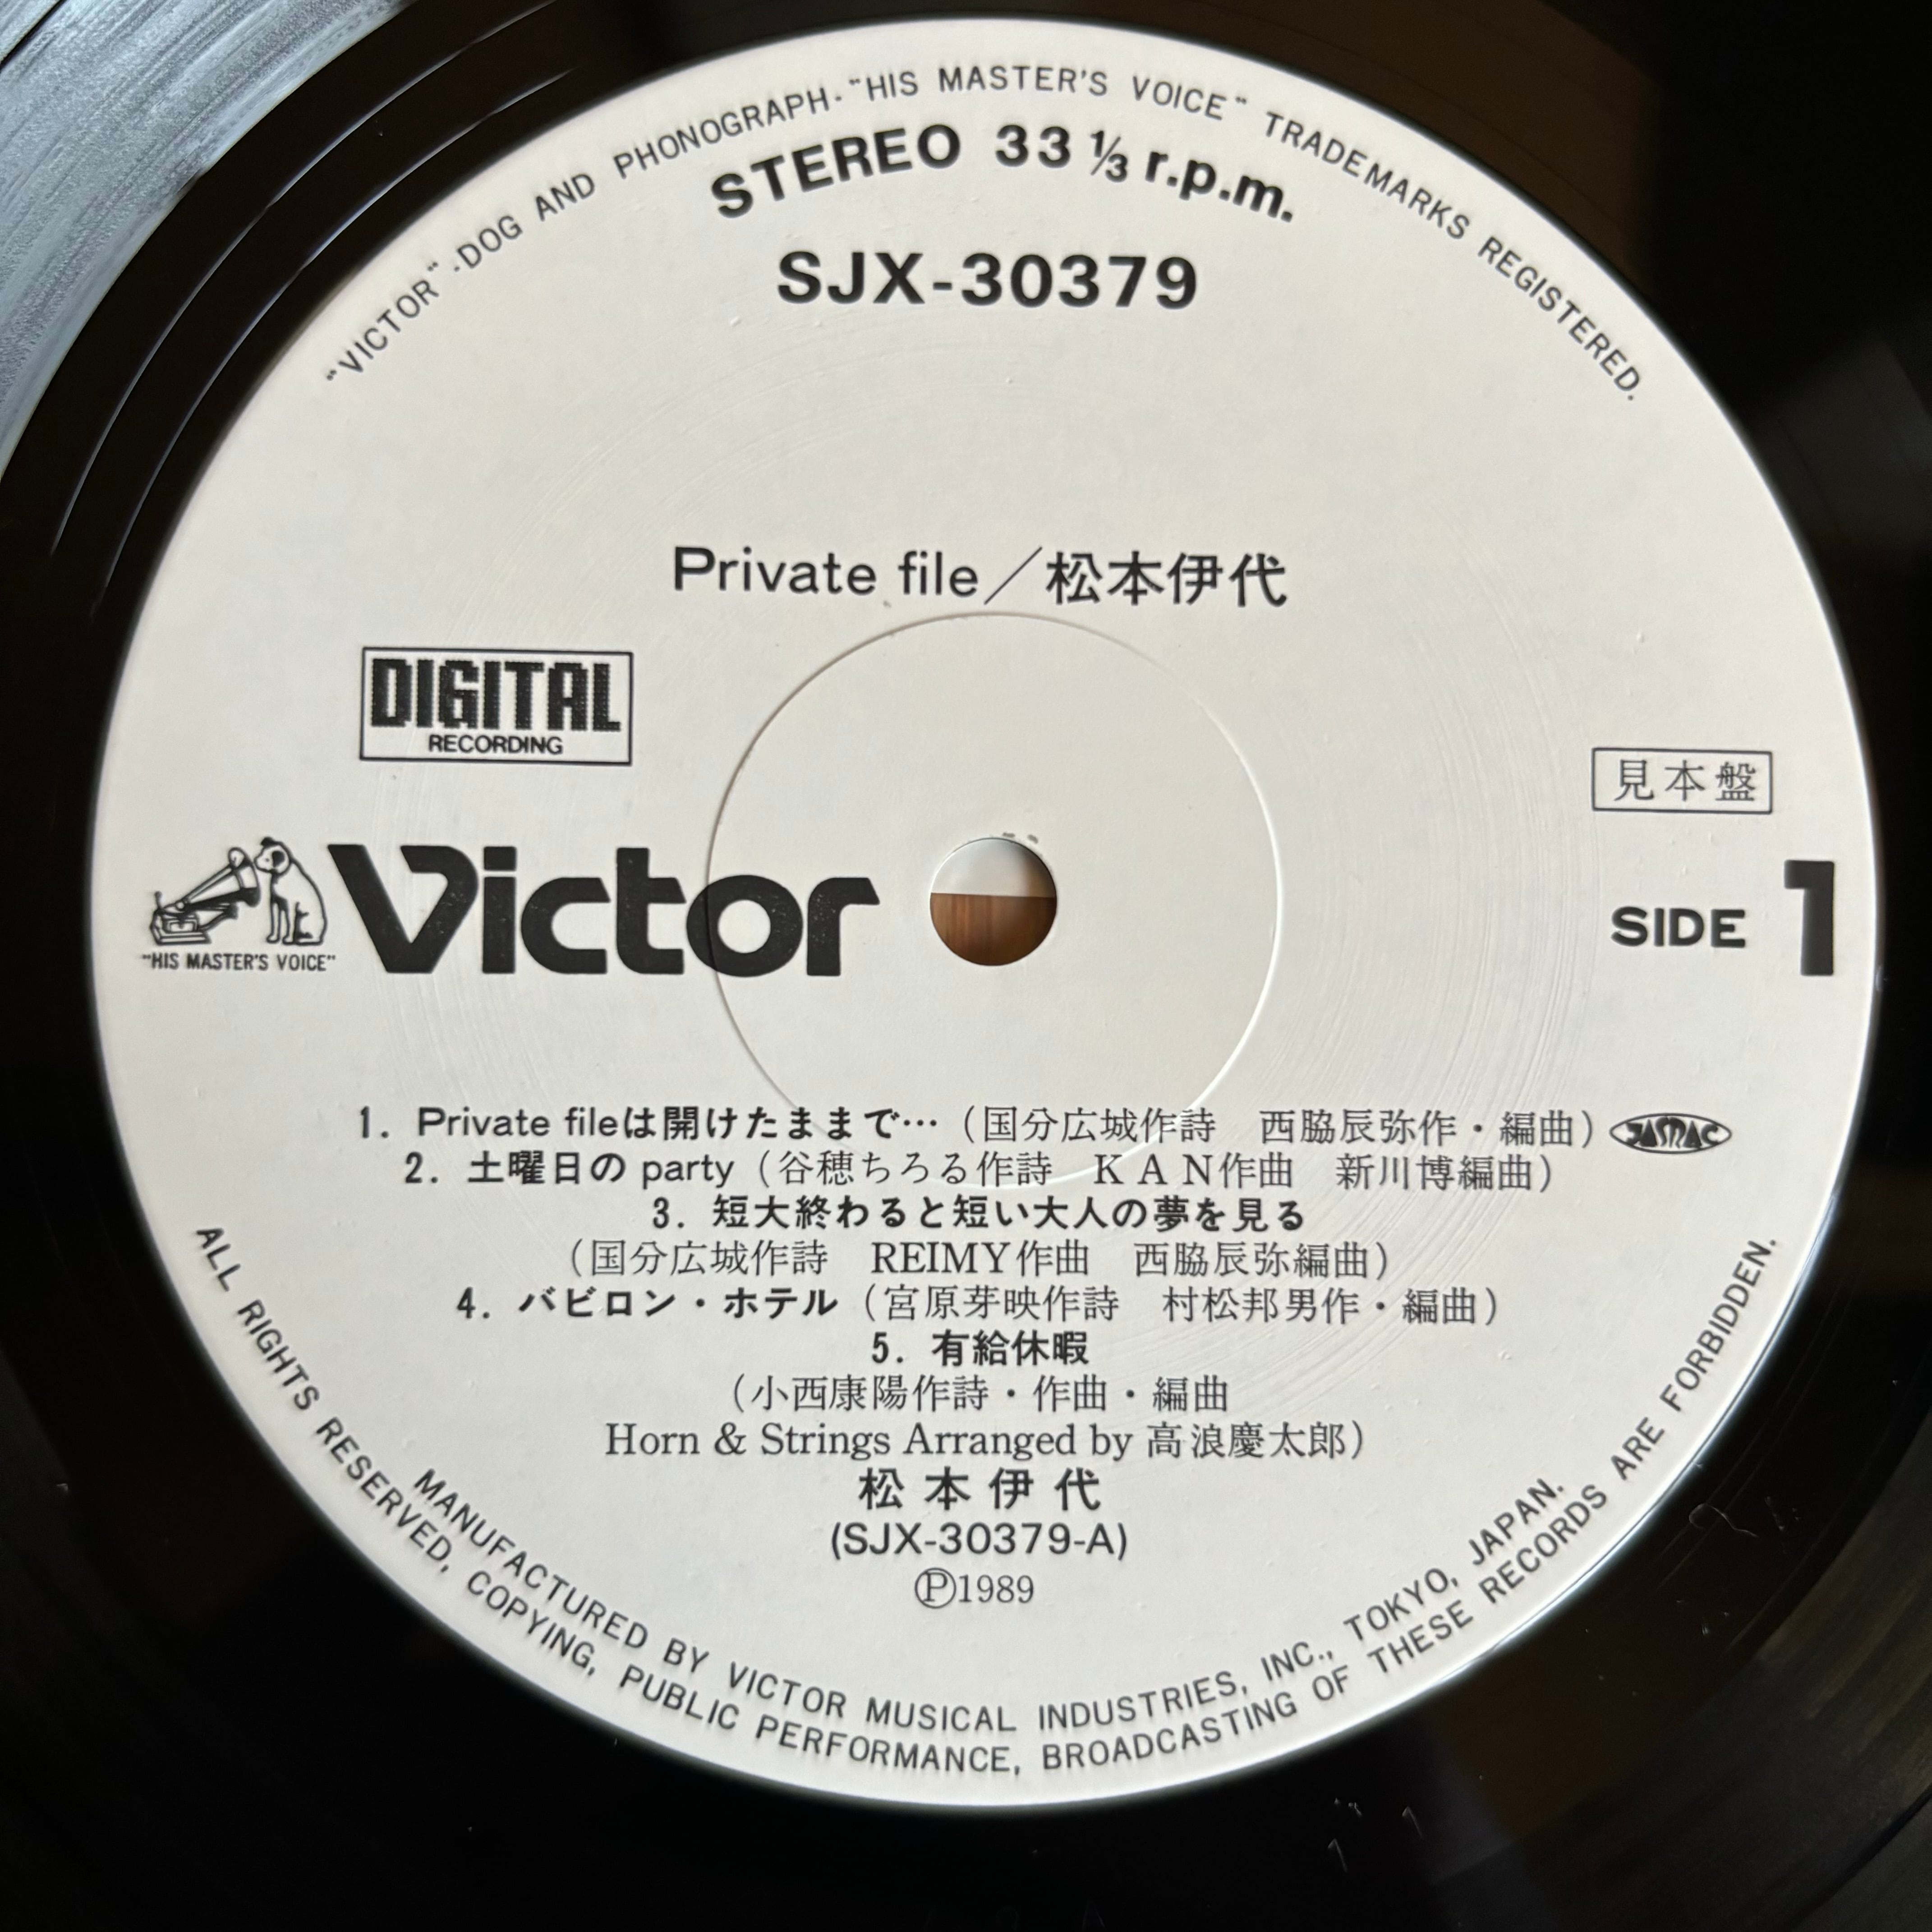 "VICTOR"-DOG AND PHONOGRAPH-"HIS MASTER'S VOICE" TRADEMARKS REGISTERED.
STEREO 33 ⅓ r.p.m.
SJX-30379
Private file／松本伊代
DIGITAL
RECORDING
見本盤
Victor
"HIS MASTER'S VOICE"
SIDE 1
1. Private fileは開けたままで…（国分広城作詩　西脇辰弥作・編曲）JASRAC
2. 土曜日の party（谷穂ちろる作詩　ＫＡＮ作曲　新川博編曲）
3. 短大終わると短い大人の夢を見る
（国分広城作詩　REIMY作曲　西脇辰弥編曲）
4. バビロン・ホテル（宮原芽映作詩　村松邦男作・編曲）
5. 有給休暇
（小西康陽作詩・作曲・編曲
Horn & Strings Arranged by 高浪慶太郎）
松本伊代
(SJX-30379-A)
Ⓟ1989
MANUFACTURED BY VICTOR MUSICAL INDUSTRIES, INC., TOKYO, JAPAN.
ALL RIGHTS RESERVED, COPYING, PUBLIC PERFORMANCE, BROADCASTING OF THESE RECORDS ARE FORBIDDEN.